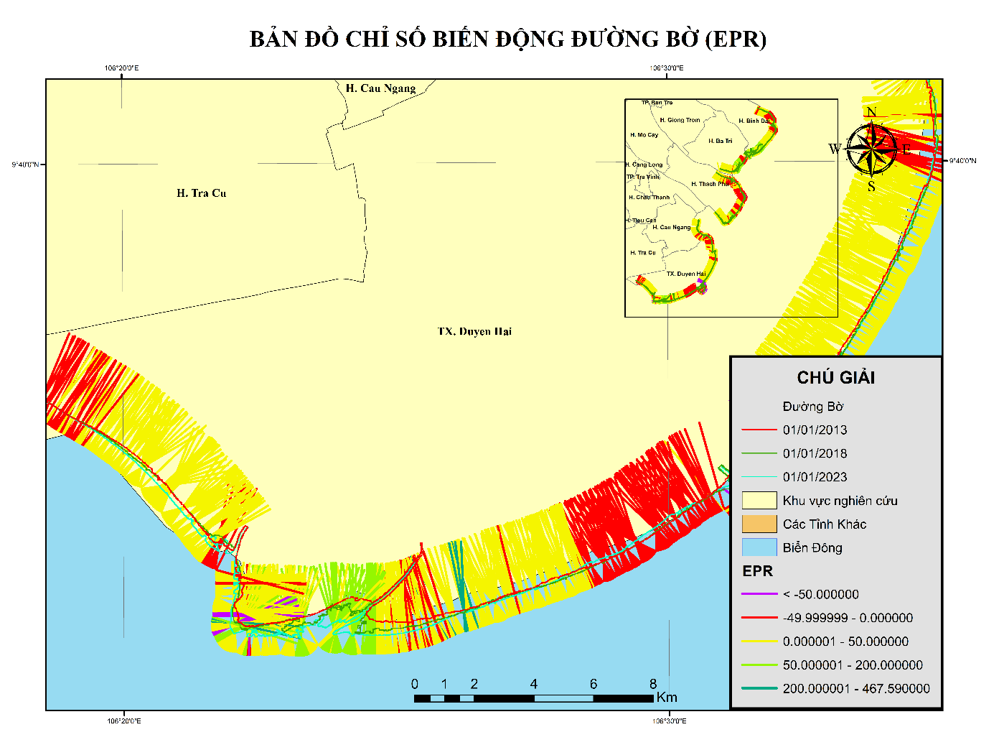 BẢN ĐỒ CHỈ SỐ BIẾN ĐỘNG ĐƯỜNG BỜ (EPR)
106°20'0"E
106°30'0"E
H. Cau Ngang
TP. Ben Tre
H. Giong Trom
H. Binh Dai
H. Mo Cay
H. Ba Tri
N
W
E
S
9°40'0"N
9°40'0"N
H. Cang Long
TP. Tra Vinh
H. Thach Phu
H. Chau Thanh
H. Tieu Can
H. Cau Ngang
H. Tra Cu
TX. Duyen Hai
H. Tra Cu
TX. Duyen Hai
CHÚ GIẢI
Đường Bờ
01/01/2013
01/01/2018
01/01/2023
Khu vực nghiên cứu
Các Tỉnh Khác
Biển Đông
EPR
< -50.000000
-49.999999 - 0.000000
0.000001 - 50.000000
50.000001 - 200.000000
200.000001 - 467.590000
0 1 2 4 6 8
Km
106°20'0"E
106°30'0"E